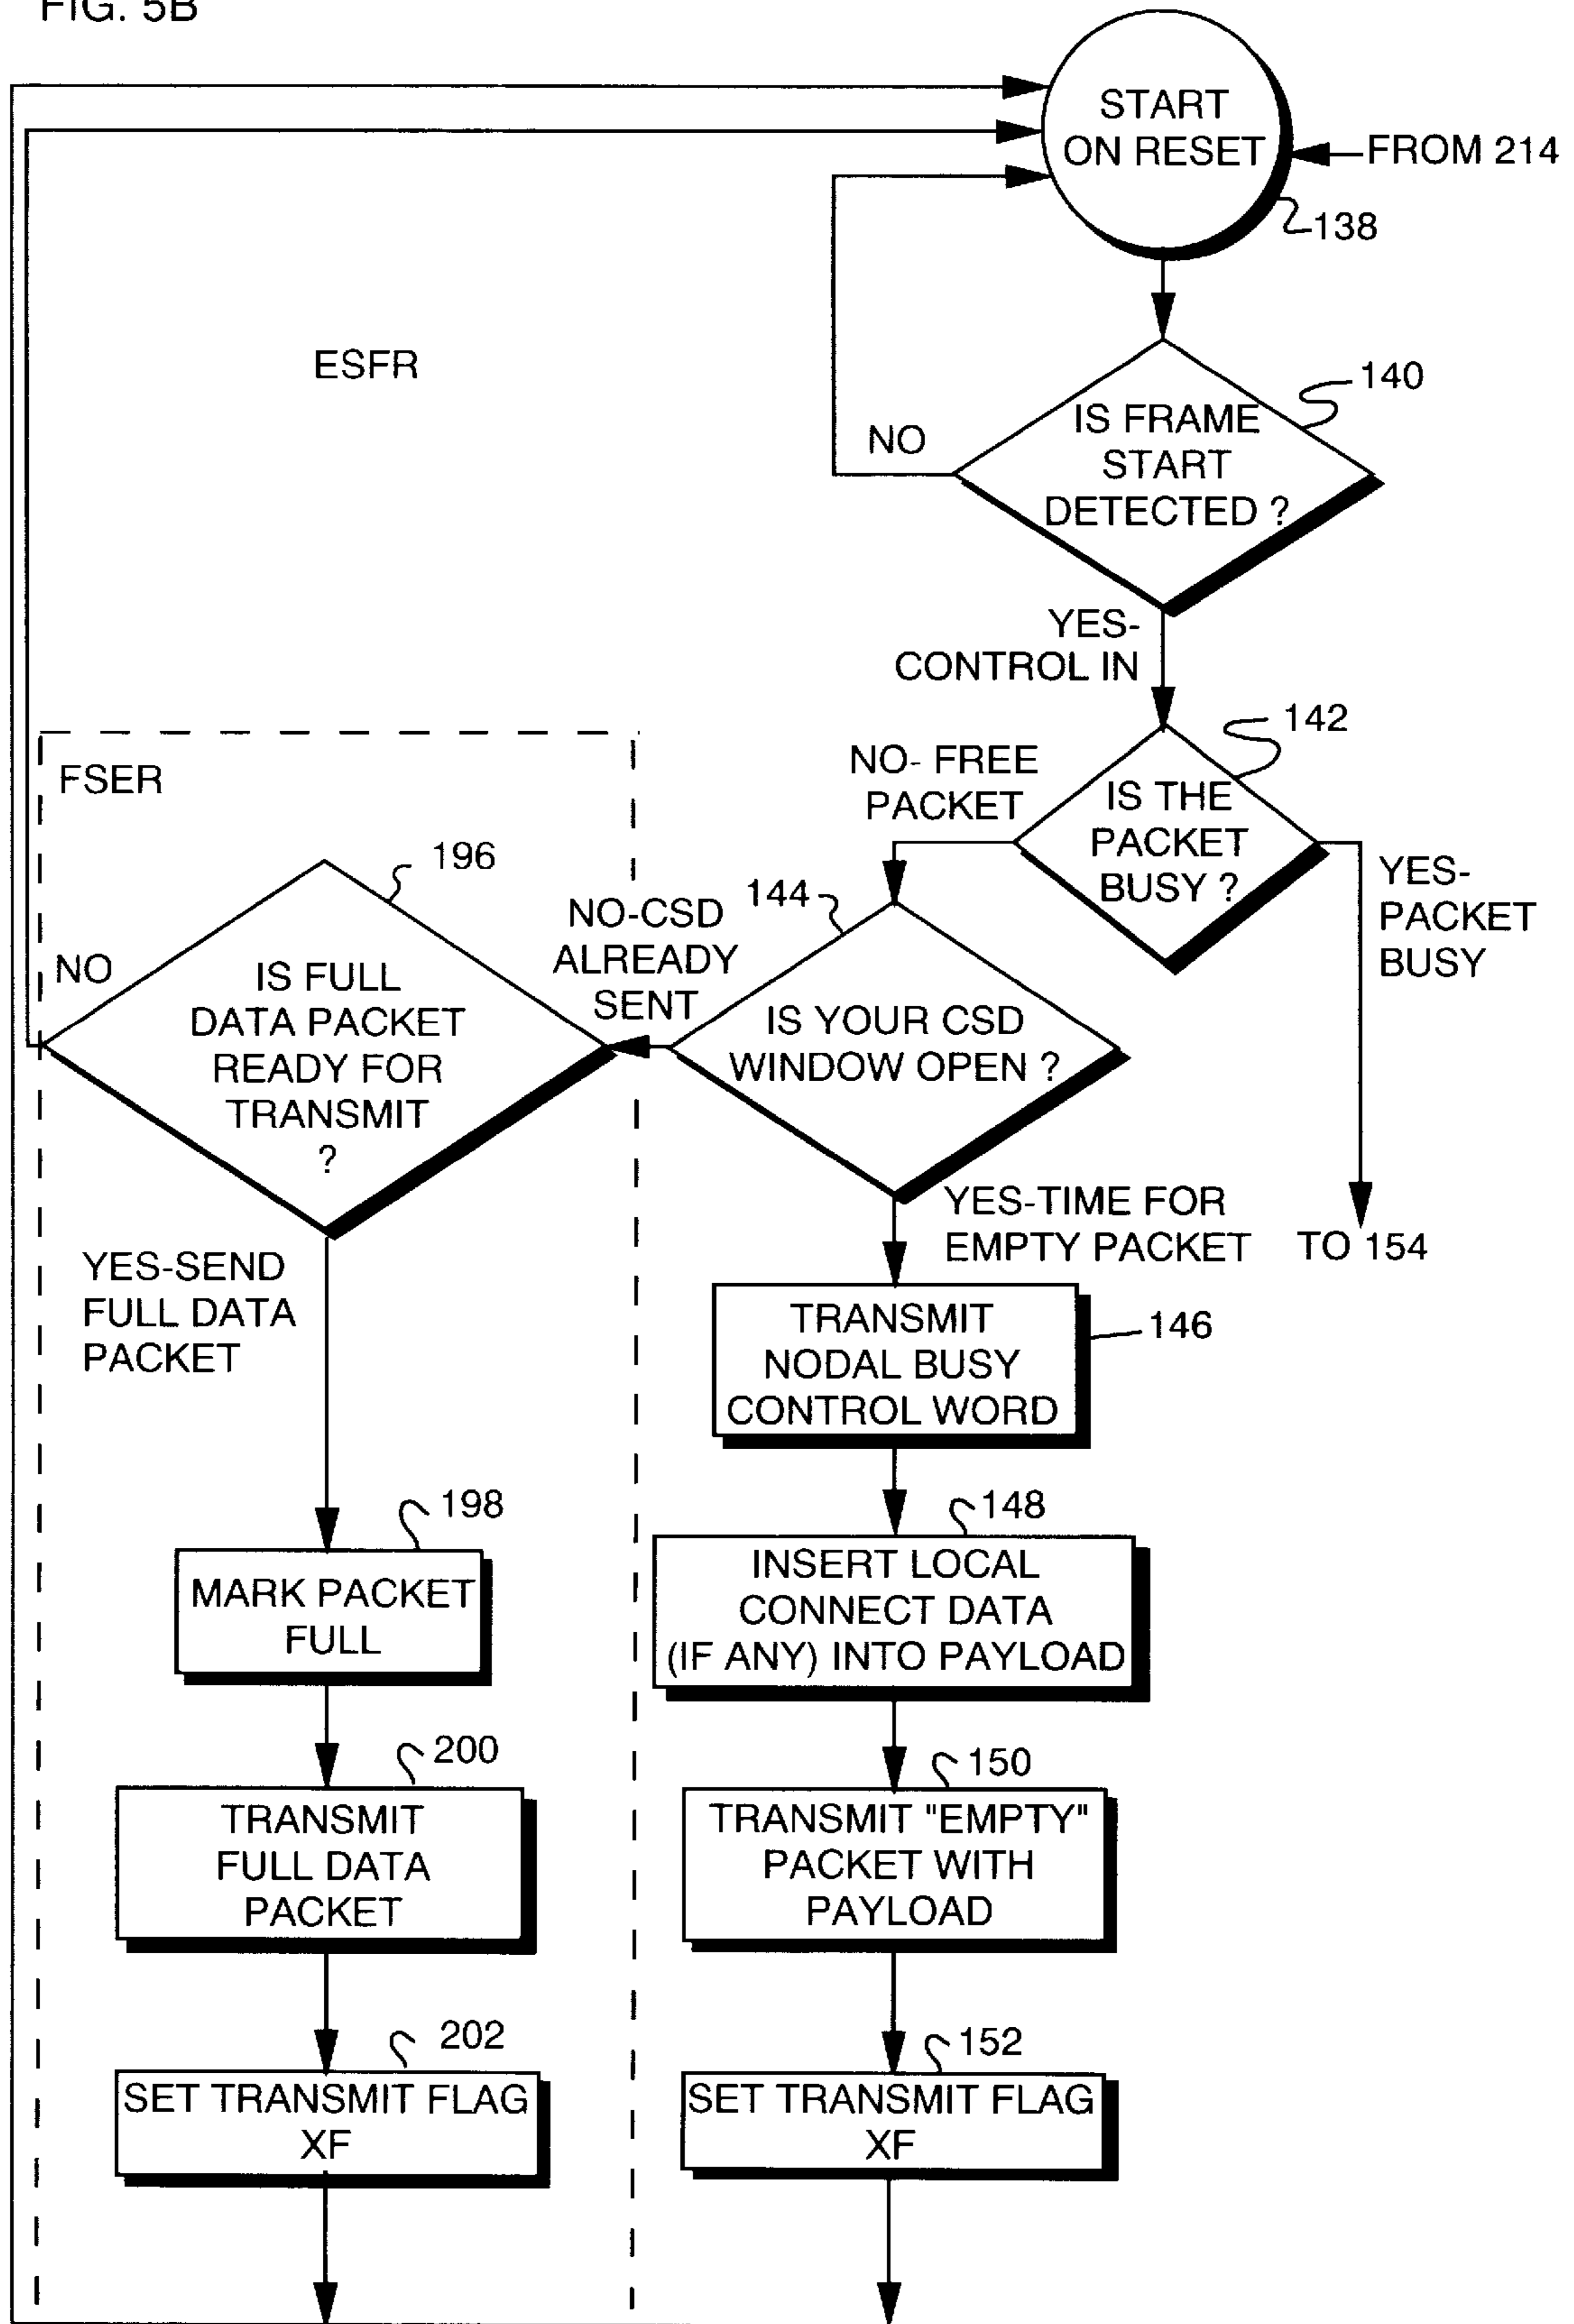 FIG. 5B
START
ON RESET
FROM 214
138
ESFR
140
IS FRAME
START
DETECTED ?
NO
YES-
CONTROL IN
142
NO- FREE
PACKET
IS THE
PACKET
BUSY ?
YES-
PACKET
BUSY
TO 154
FSER
196
NO
IS FULL
DATA PACKET
READY FOR
TRANSMIT
?
NO-CSD
ALREADY
SENT
144
IS YOUR CSD
WINDOW OPEN ?
YES-TIME FOR
EMPTY PACKET
YES-SEND
FULL DATA
PACKET
TRANSMIT
NODAL BUSY
CONTROL WORD
146
198
MARK PACKET
FULL
148
INSERT LOCAL
CONNECT DATA
(IF ANY) INTO PAYLOAD
200
TRANSMIT
FULL DATA
PACKET
150
TRANSMIT "EMPTY"
PACKET WITH
PAYLOAD
202
SET TRANSMIT FLAG
XF
152
SET TRANSMIT FLAG
XF